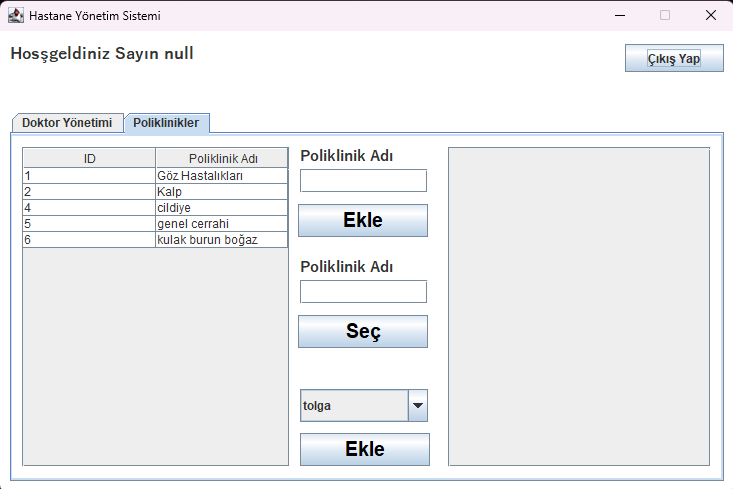 Hastane Yönetim Sistemi
Hosşgeldiniz Sayın null
Çıkış Yap
Doktor Yönetimi Poliklinikler
ID Poliklinik Adı
1 Göz Hastalıkları
2 Kalp
4 cildiye
5 genel cerrahi
6 kulak burun boğaz
Poliklinik Adı
Ekle
Poliklinik Adı
Seç
tolga
Ekle